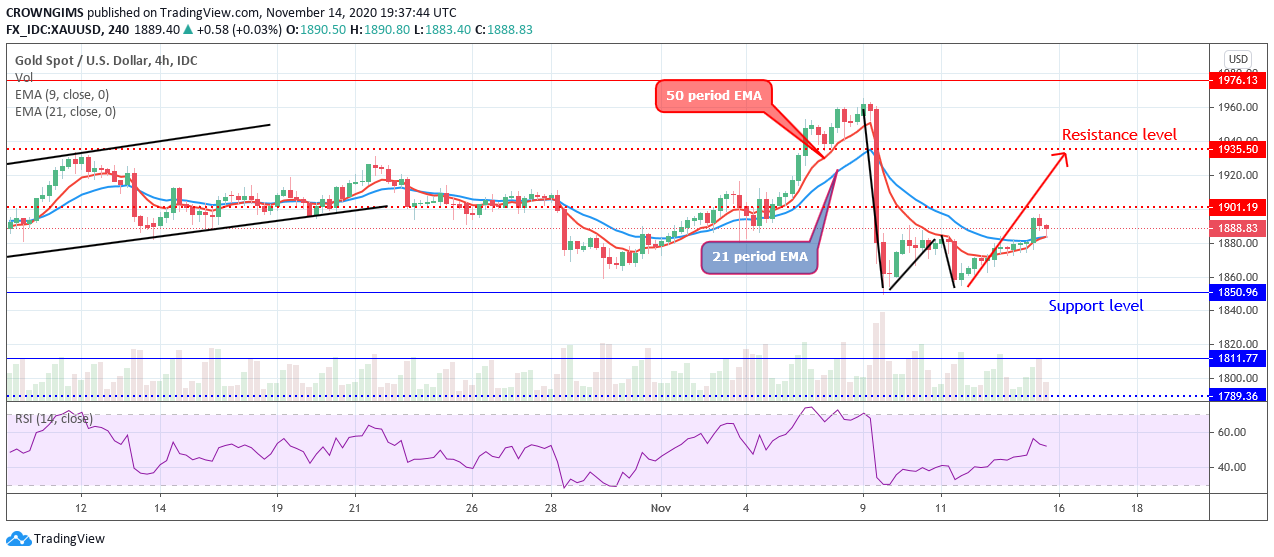 CROWNGIMS published on TradingView.com, November 14, 2020 19:37:44 UTC
FX_IDC:XAUUSD, 240 1889.40 ▲ +0.58 (+0.03%) O:1890.50 H:1890.80 L:1883.40 C:1888.83
Gold Spot / U.S. Dollar, 4h, IDC
Vol
EMA (9, close, 0)
EMA (21, close, 0)
USD
1976.13
50 period EMA
1960.00
Resistance level
1940.00
1935.50
1920.00
1901.19
1888.83
1880.00
21 period EMA
1860.00
1850.96
Support level
1840.00
1820.00
1811.77
1800.00
1789.36
RSI (14, close)
60.00
40.00
12 14 19 21 26 28 Nov 4 9 11 16 18
TradingView